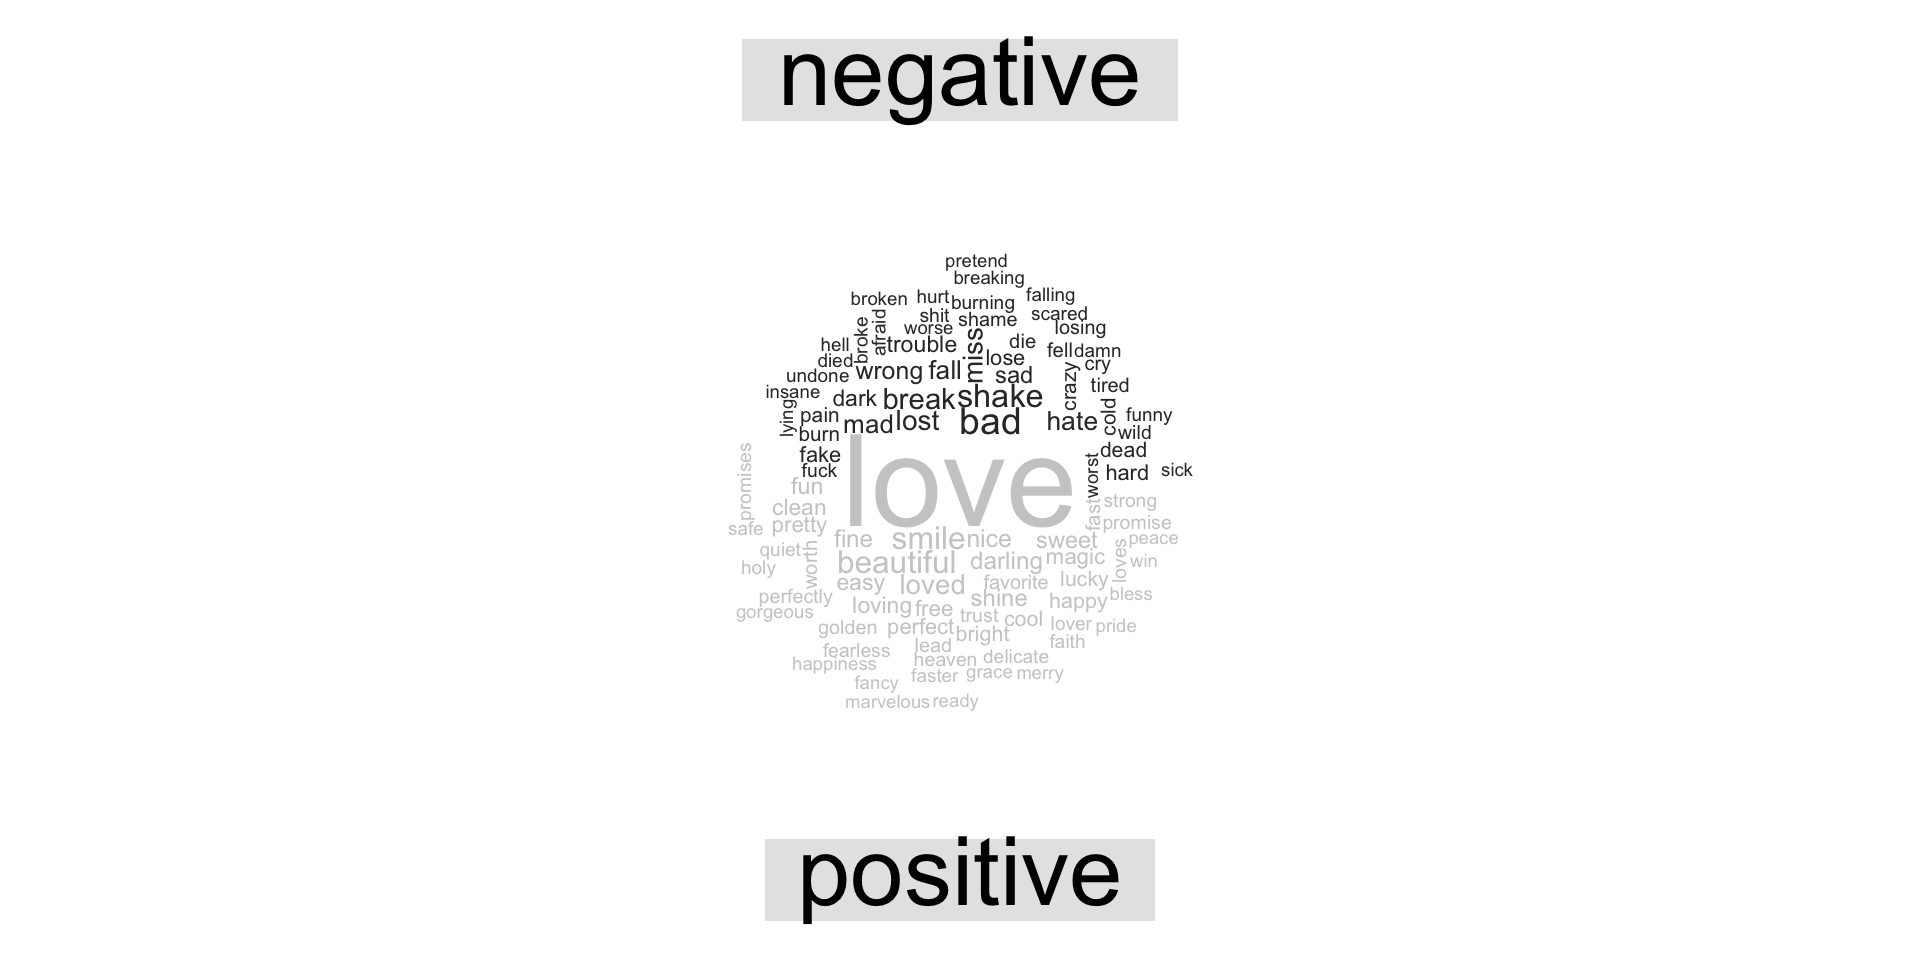 negative
pretend
breaking
broken hurt burning falling
shit shame scared
broke afraid worse losing
hell trouble miss die
died lose fell damn
undone wrong fall sad crazy cry
insane dark break shake tired
lying pain mad lost bad hate cold funny
burn wild
fake dead
fuck love worst hard sick
promises fun fast strong
clean
safe pretty promise
fine smile nice sweet peace
quiet worth beautiful darling magic loves win
holy
easy loved favorite lucky
perfectly shine happy bless
gorgeous loving free
golden perfect trust cool lover pride
bright faith
fearless lead
happiness heaven delicate
fancy faster grace merry
marvelous ready
positive